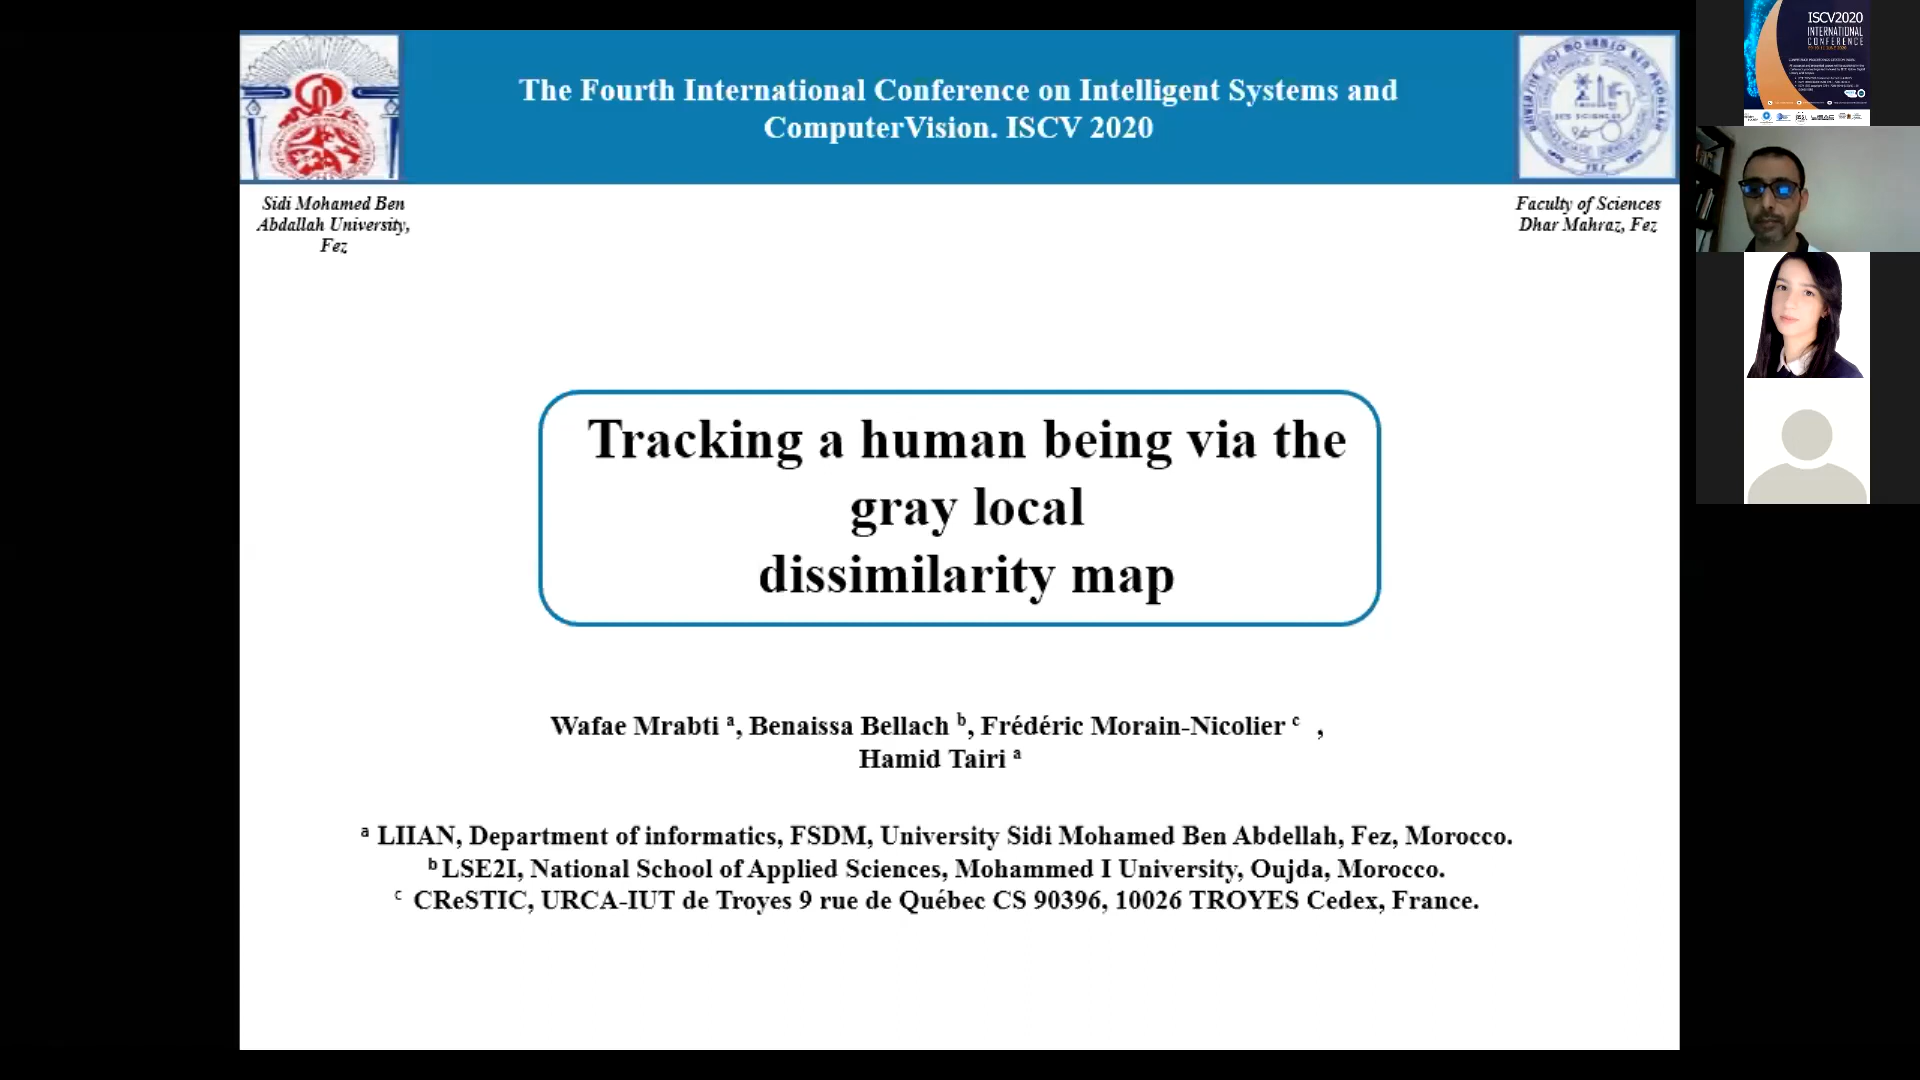 The Fourth International Conference on Intelligent Systems and
ComputerVision. ISCV 2020
Sidi Mohamed Ben
Abdallah University,
Fez
Faculty of Sciences
Dhar Mahraz, Fez
Tracking a human being via the
gray local
dissimilarity map
Wafae Mrabti a, Benaissa Bellach b, Frédéric Morain-Nicolier c ,
Hamid Tairi a
a LIIAN, Department of informatics, FSDM, University Sidi Mohamed Ben Abdellah, Fez, Morocco.
b LSE2I, National School of Applied Sciences, Mohammed I University, Oujda, Morocco.
c CReSTIC, URCA-IUT de Troyes 9 rue de Québec CS 90396, 10026 TROYES Cedex, France.
ISCV2020
INTERNATIONAL
CONFERENCE